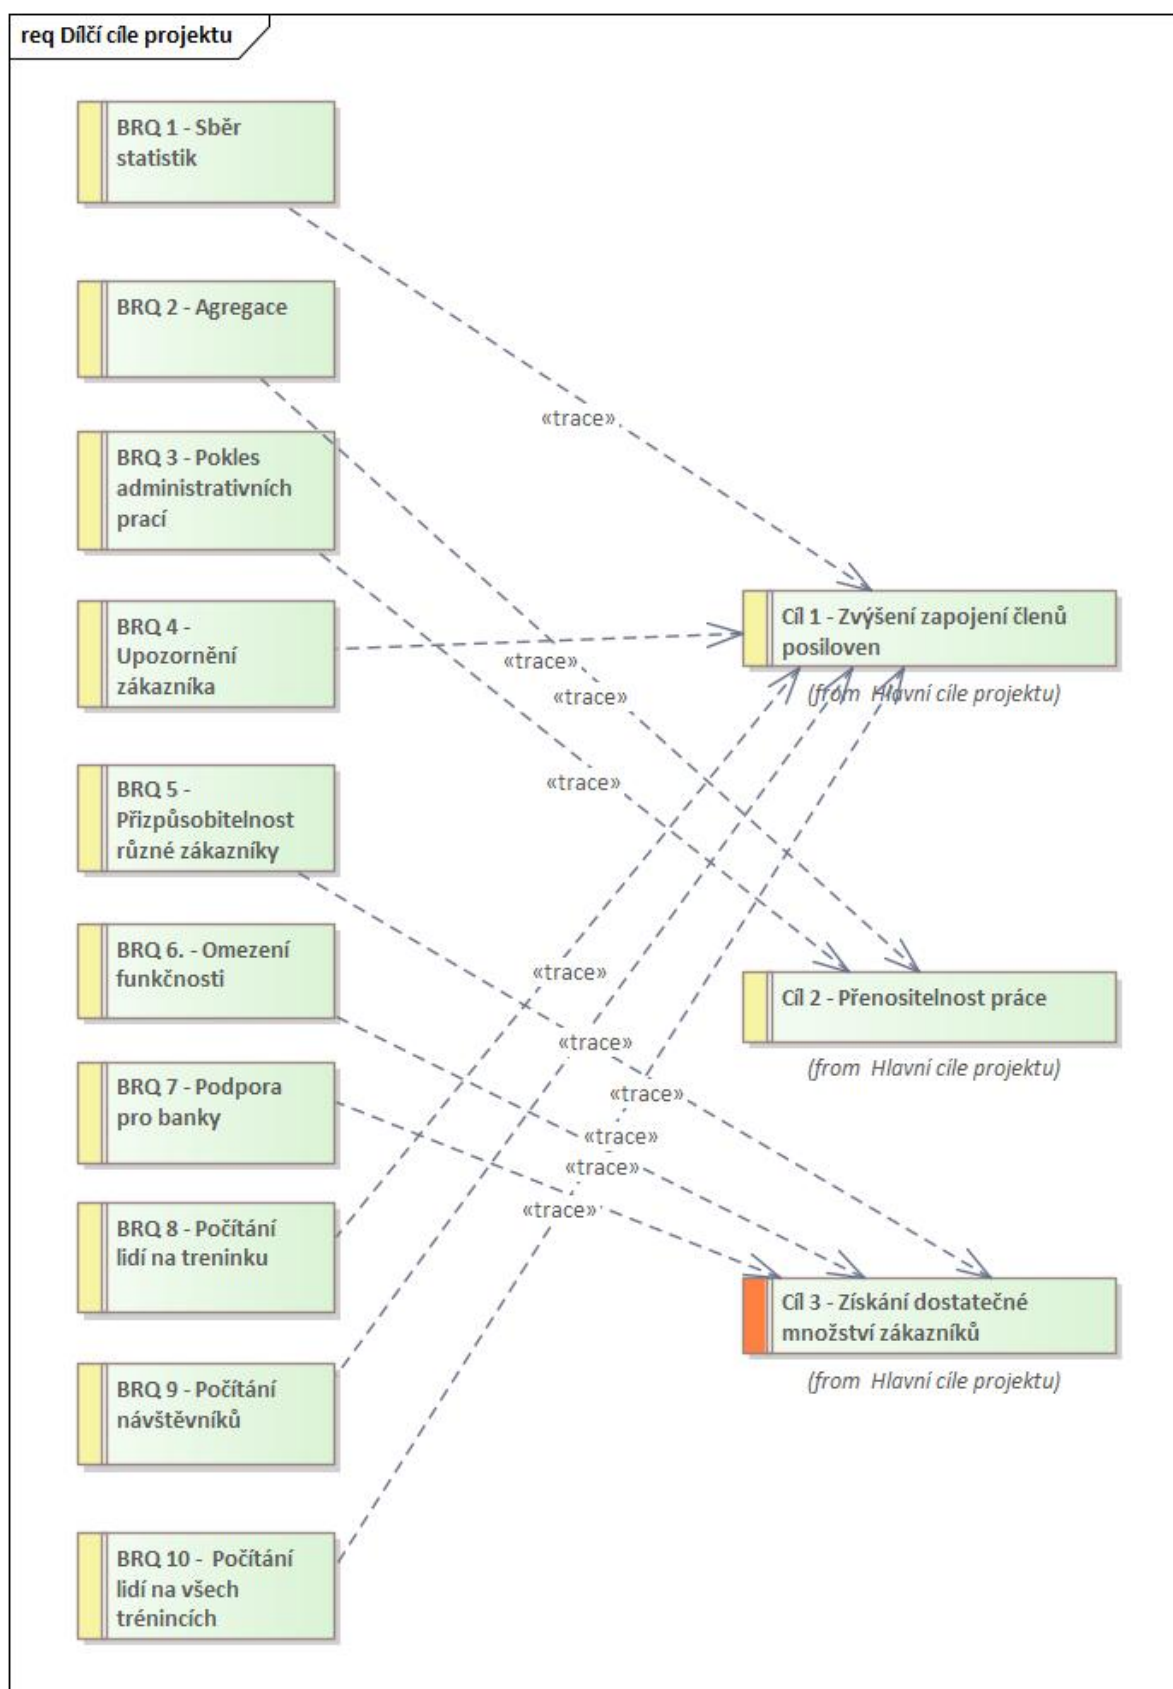 req Dílčí cíle projektu
BRQ 1 - Sběr
statistik
BRQ 2 - Agregace
BRQ 3 - Pokles
administrativních
prací
BRQ 4 -
Upozornění
zákazníka
BRQ 5 -
Přizpůsobitelnost
různé zákazníky
BRQ 6. - Omezení
funkčnosti
BRQ 7 - Podpora
pro banky
BRQ 8 - Počítání
lidí na treninku
BRQ 9 - Počítání
návštěvníků
BRQ 10 -  Počítání
lidí na všech
trénincích
«trace»
«trace»
«trace»
«trace»
«trace»
«trace»
«trace»
«trace»
«trace»
«trace»
Cíl 1 - Zvýšení zapojení členů
posiloven
(from  Hlavní cíle projektu)
Cíl 2 - Přenositelnost práce
(from  Hlavní cíle projektu)
Cíl 3 - Získání dostatečné
množství zákazníků
(from  Hlavní cíle projektu)